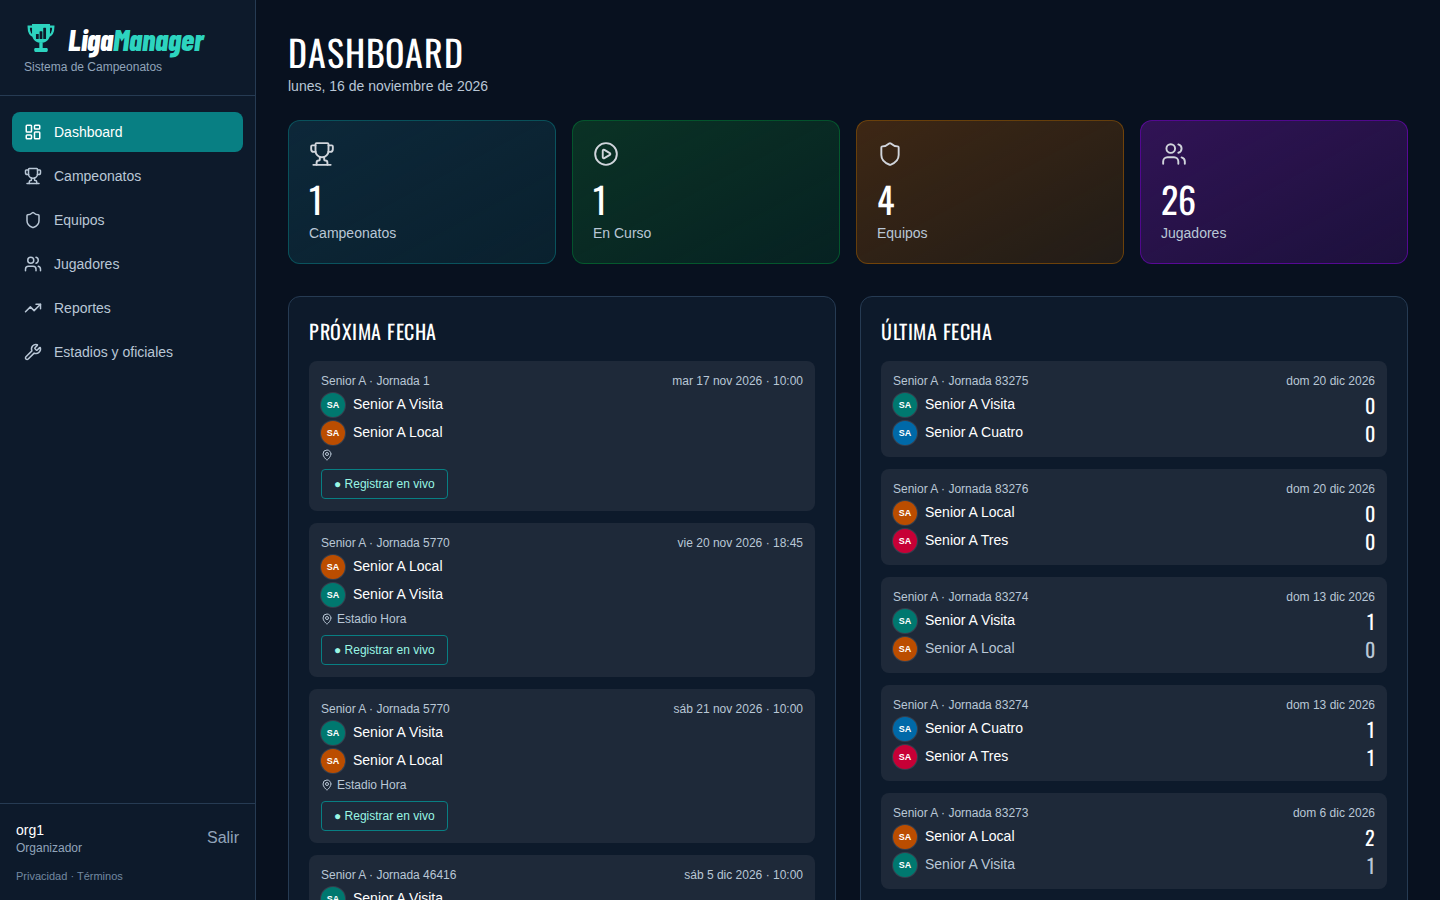 LigaManager
Sistema de Campeonatos
Dashboard
Campeonatos
Equipos
Jugadores
Reportes
Estadios y oficiales
org1
Organizador
Salir
Privacidad · Términos
DASHBOARD
lunes, 16 de noviembre de 2026
1
Campeonatos
1
En Curso
4
Equipos
26
Jugadores
PRÓXIMA FECHA
Senior A · Jornada 1 mar 17 nov 2026 · 10:00
SA Senior A Visita
SA Senior A Local
● Registrar en vivo
Senior A · Jornada 5770 vie 20 nov 2026 · 18:45
SA Senior A Local
SA Senior A Visita
Estadio Hora
● Registrar en vivo
Senior A · Jornada 5770 sáb 21 nov 2026 · 10:00
SA Senior A Visita
SA Senior A Local
Estadio Hora
● Registrar en vivo
Senior A · Jornada 46416 sáb 5 dic 2026 · 10:00
SA Senior A Visita
ÚLTIMA FECHA
Senior A · Jornada 83275 dom 20 dic 2026
SA Senior A Visita 0
SA Senior A Cuatro 0
Senior A · Jornada 83276 dom 20 dic 2026
SA Senior A Local 0
SA Senior A Tres 0
Senior A · Jornada 83274 dom 13 dic 2026
SA Senior A Visita 1
SA Senior A Local 0
Senior A · Jornada 83274 dom 13 dic 2026
SA Senior A Cuatro 1
SA Senior A Tres 1
Senior A · Jornada 83273 dom 6 dic 2026
SA Senior A Local 2
SA Senior A Visita 1